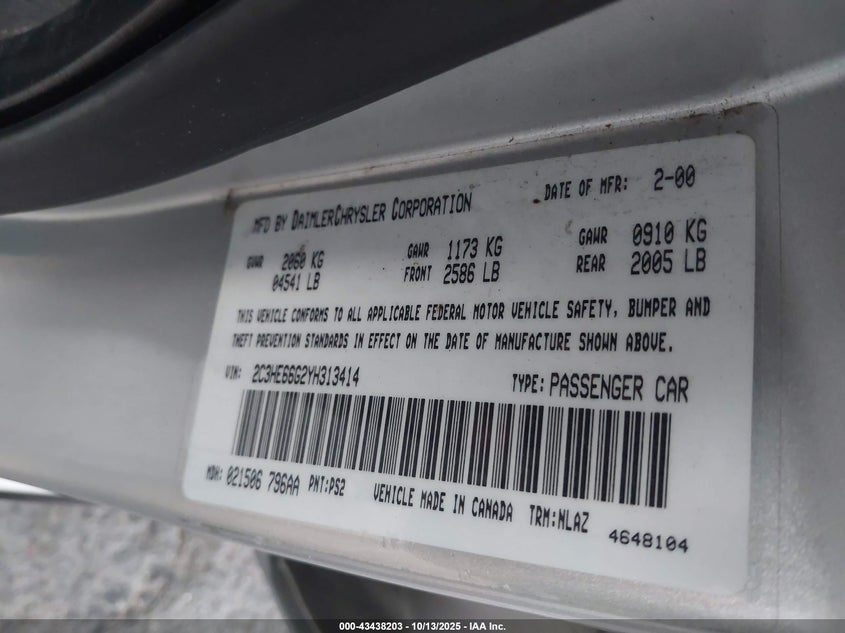 MFD BY DAIMLERCHRYSLER CORPORATION DATE OF MFR: 2-00
GVWR 2060 KG GAWR 1173 KG GAWR 0910 KG
04541 LB FRONT 2586 LB REAR 2005 LB
THIS VEHICLE CONFORMS TO ALL APPLICABLE FEDERAL MOTOR VEHICLE SAFETY, BUMPER AND
THEFT PREVENTION STANDARDS IN EFFECT ON THE DATE OF MANUFACTURE SHOWN ABOVE.
VIN: 2C3HE66G2YH313414 TYPE: PASSENGER CAR
MDH: 021506 796AA PNT:PS2 VEHICLE MADE IN CANADA TRM:NLAZ 4648104
000-43438203 - 10/13/2025 - IAA Inc.